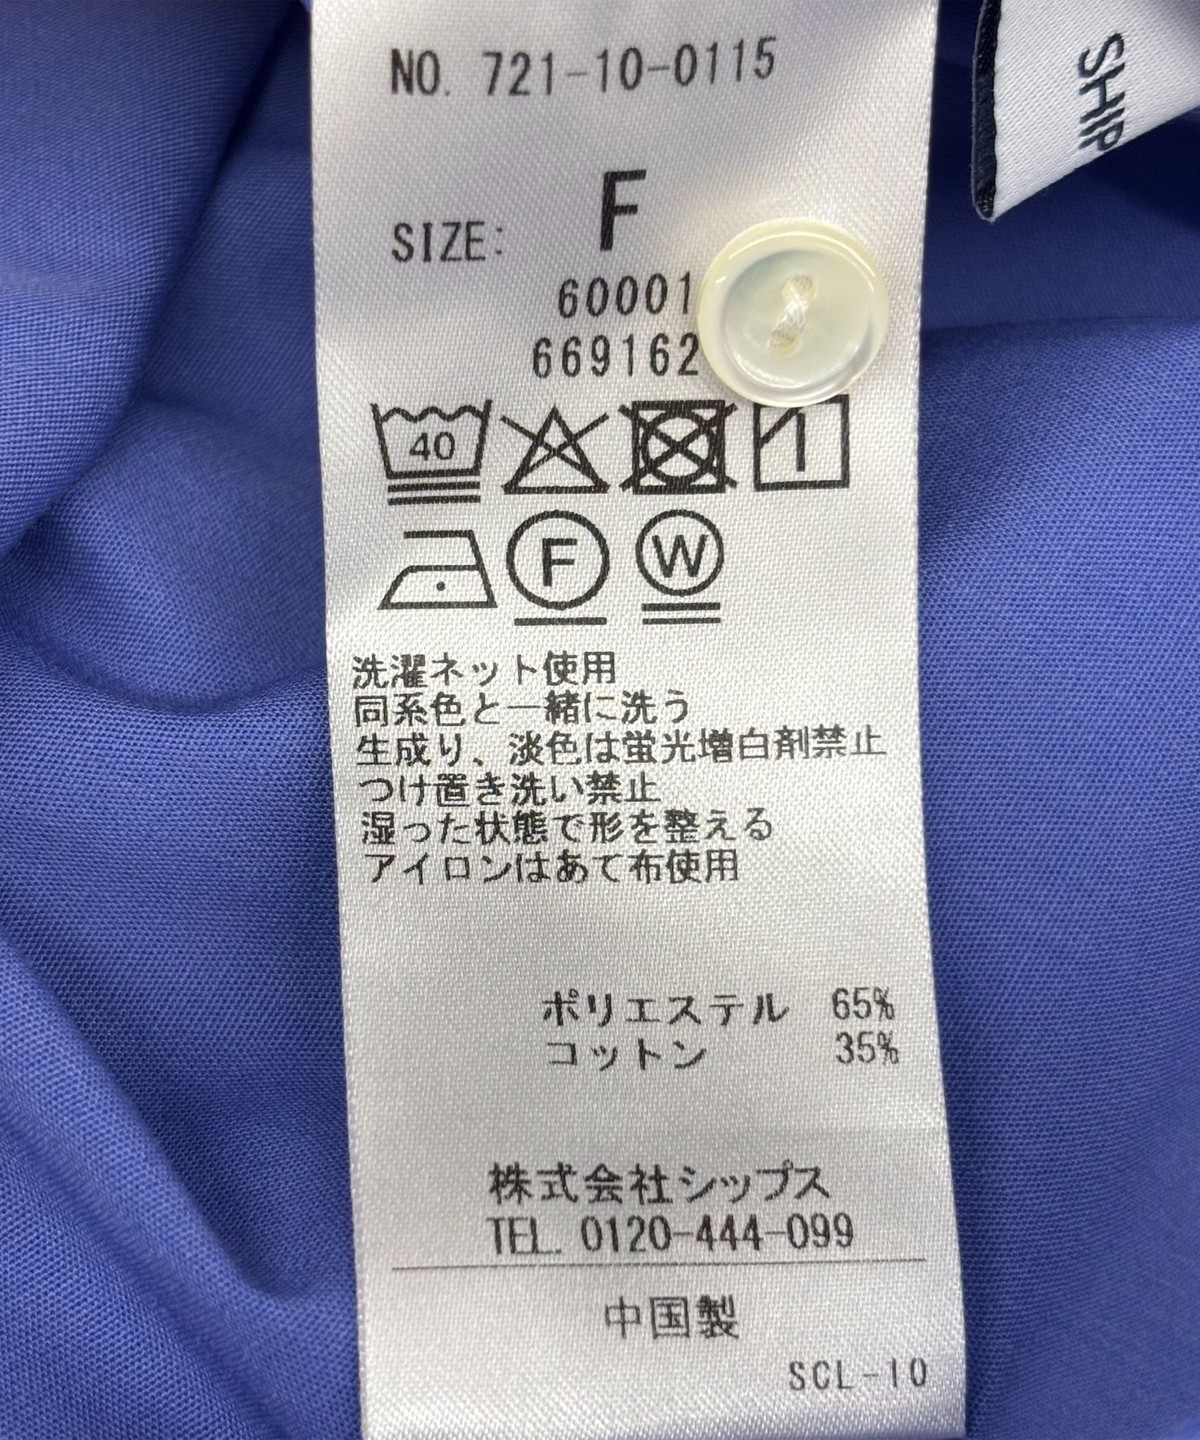 NO. 721-10-0115
SHIP
SIZE: F
60001
669162
40
F
W
洗濯ネット使用
同系色と一緒に洗う
生成り、淡色は蛍光増白剤禁止
つけ置き洗い禁止
湿った状態で形を整える
アイロンはあて布使用
ポリエステル 65%
コットン 35%
株式会社シップス
TEL. 0120-444-099
中国製
SCL-10